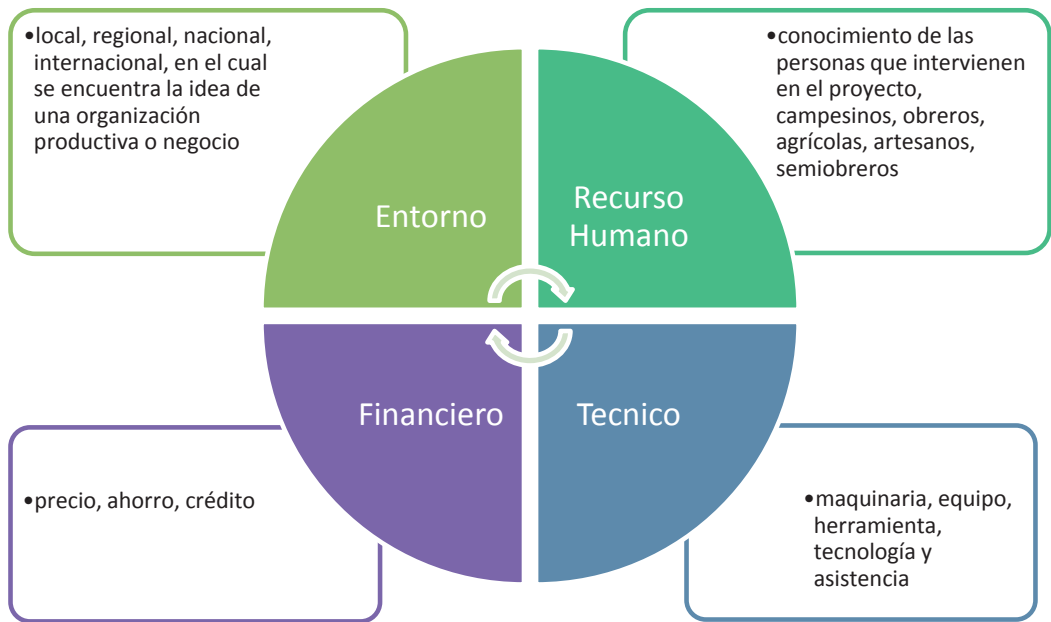 •local, regional, nacional,
internacional, en el cual
se encuentra la idea de
una organización
productiva o negocio
•conocimiento de las
personas que intervienen
en el proyecto,
campesinos, obreros,
agrícolas, artesanos,
semiobreros
Entorno
Recurso
Humano
Financiero
Tecnico
•precio, ahorro, crédito
•maquinaria, equipo,
herramienta,
tecnología y
asistencia